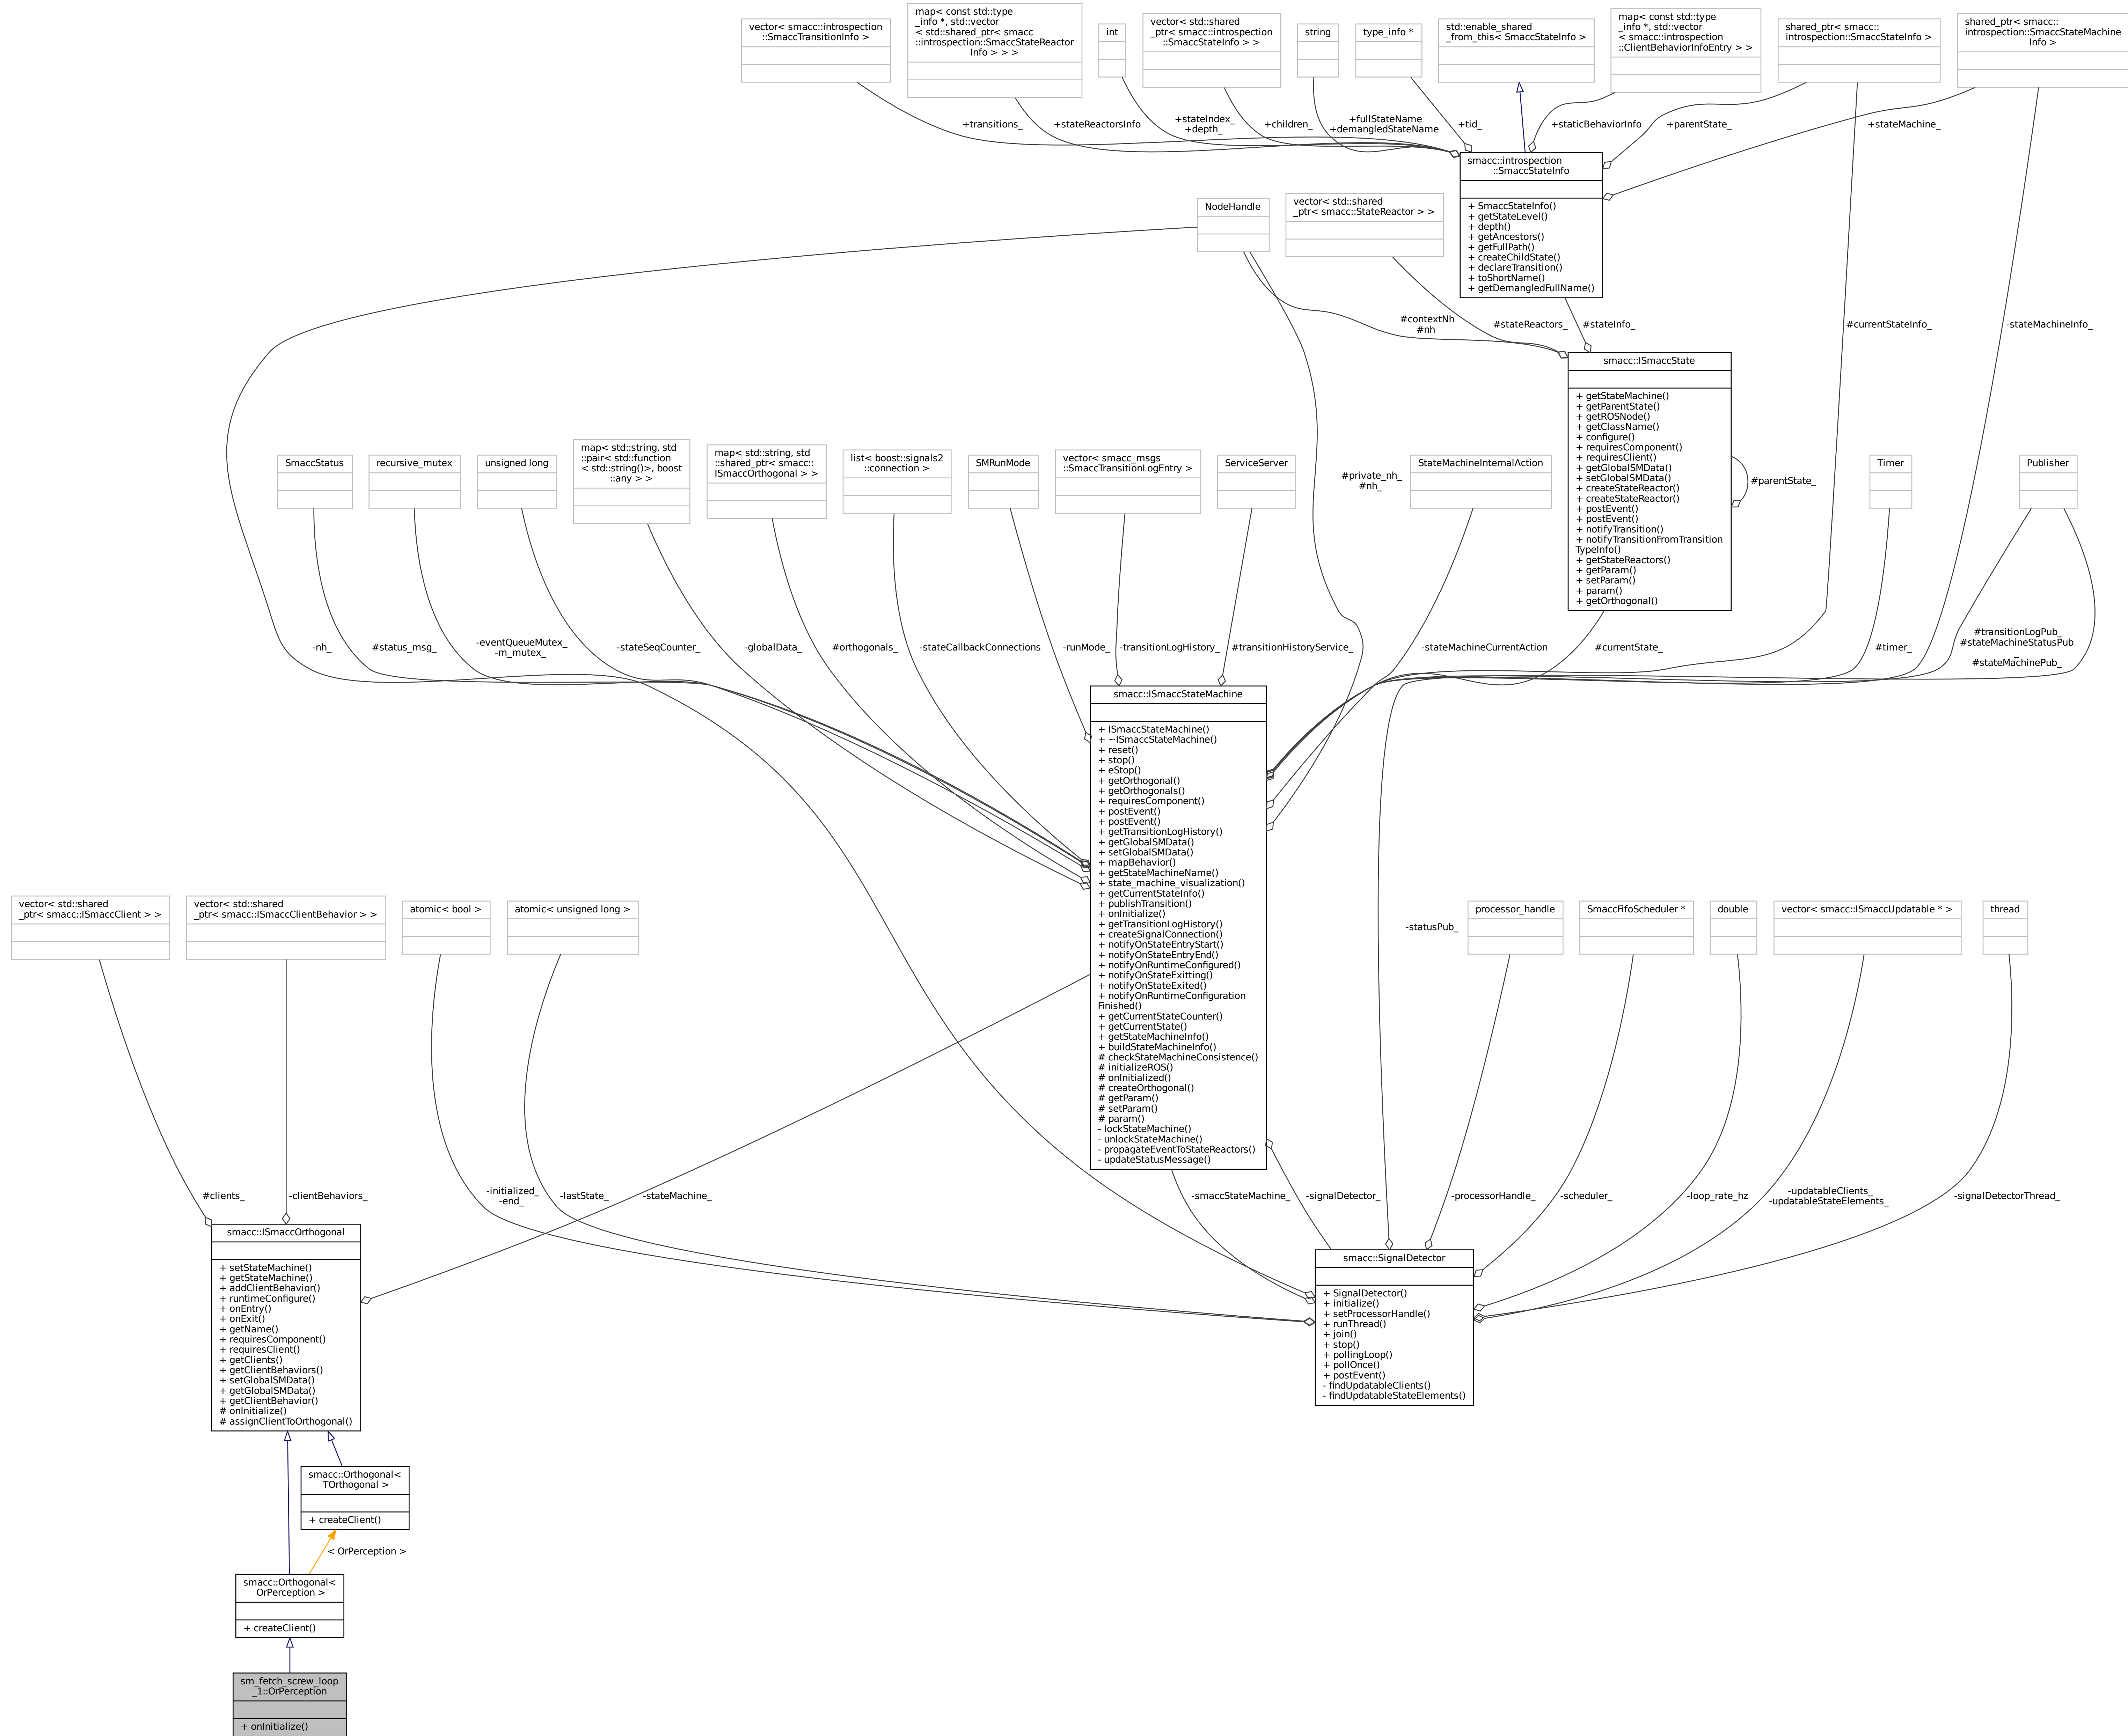 vector< smacc::introspection
::SmaccTransitionInfo >
map< const std::type
_info *, std::vector
< std::shared_ptr< smacc
::introspection::SmaccStateReactor
Info > > >
int
vector< std::shared
_ptr< smacc::introspection
::SmaccStateInfo > >
string
type_info *
std::enable_shared
_from_this< SmaccStateInfo >
map< const std::type
_info *, std::vector
< smacc::introspection
::ClientBehaviorInfoEntry > >
shared_ptr< smacc::
introspection::SmaccStateInfo >
shared_ptr< smacc::
introspection::SmaccStateMachine
Info >
+transitions_
+stateReactorsInfo
+stateIndex_
+depth_
+children_
+fullStateName
+demangledStateName
+tid_
+staticBehaviorInfo
+parentState_
+stateMachine_
smacc::introspection
::SmaccStateInfo
+ SmaccStateInfo()
+ getStateLevel()
+ depth()
+ getAncestors()
+ getFullPath()
+ createChildState()
+ declareTransition()
+ toShortName()
+ getDemangledFullName()
NodeHandle
vector< std::shared
_ptr< smacc::StateReactor > >
#contextNh
#nh
#stateReactors_
#stateInfo_
#currentStateInfo_
-stateMachineInfo_
smacc::ISmaccState
+ getStateMachine()
+ getParentState()
+ getROSNode()
+ getClassName()
+ configure()
+ requiresComponent()
+ requiresClient()
+ getGlobalSMData()
+ setGlobalSMData()
+ createStateReactor()
+ createStateReactor()
+ postEvent()
+ postEvent()
+ notifyTransition()
+ notifyTransitionFromTransition
TypeInfo()
+ getStateReactors()
+ getParam()
+ setParam()
+ param()
+ getOrthogonal()
#parentState_
SmaccStatus
recursive_mutex
unsigned long
map< std::string, std
::pair< std::function
< std::string()>, boost
::any > >
map< std::string, std
::shared_ptr< smacc::
ISmaccOrthogonal > >
list< boost::signals2
::connection >
SMRunMode
vector< smacc_msgs
::SmaccTransitionLogEntry >
ServiceServer
#private_nh_
#nh_
StateMachineInternalAction
Timer
Publisher
-nh_
#status_msg_
-eventQueueMutex_
-m_mutex_
-stateSeqCounter_
-globalData_
#orthogonals_
-stateCallbackConnections
-runMode_
-transitionLogHistory_
#transitionHistoryService_
-stateMachineCurrentAction
#currentState_
#timer_
#transitionLogPub_
#stateMachineStatusPub
_
#stateMachinePub_
smacc::ISmaccStateMachine
+ ISmaccStateMachine()
+ ~ISmaccStateMachine()
+ reset()
+ stop()
+ eStop()
+ getOrthogonal()
+ getOrthogonals()
+ requiresComponent()
+ postEvent()
+ postEvent()
+ getTransitionLogHistory()
+ getGlobalSMData()
+ setGlobalSMData()
+ mapBehavior()
+ getStateMachineName()
+ state_machine_visualization()
+ getCurrentStateInfo()
+ publishTransition()
+ onInitialize()
+ getTransitionLogHistory()
+ createSignalConnection()
+ notifyOnStateEntryStart()
+ notifyOnStateEntryEnd()
+ notifyOnRuntimeConfigured()
+ notifyOnStateExitting()
+ notifyOnStateExited()
+ notifyOnRuntimeConfiguration
Finished()
+ getCurrentStateCounter()
+ getCurrentState()
+ getStateMachineInfo()
+ buildStateMachineInfo()
# checkStateMachineConsistence()
# initializeROS()
# onInitialized()
# createOrthogonal()
# getParam()
# setParam()
# param()
- lockStateMachine()
- unlockStateMachine()
- propagateEventToStateReactors()
- updateStatusMessage()
vector< std::shared
_ptr< smacc::ISmaccClient > >
vector< std::shared
_ptr< smacc::ISmaccClientBehavior > >
atomic< bool >
atomic< unsigned long >
-statusPub_
processor_handle
SmaccFifoScheduler *
double
vector< smacc::ISmaccUpdatable * >
thread
#clients_
-clientBehaviors_
-initialized_
-end_
-lastState_
-stateMachine_
-smaccStateMachine_
-signalDetector_
-processorHandle_
-scheduler_
-loop_rate_hz
-updatableClients_
-updatableStateElements_
-signalDetectorThread_
smacc::ISmaccOrthogonal
+ setStateMachine()
+ getStateMachine()
+ addClientBehavior()
+ runtimeConfigure()
+ onEntry()
+ onExit()
+ getName()
+ requiresComponent()
+ requiresClient()
+ getClients()
+ getClientBehaviors()
+ setGlobalSMData()
+ getGlobalSMData()
+ getClientBehavior()
# onInitialize()
# assignClientToOrthogonal()
smacc::SignalDetector
+ SignalDetector()
+ initialize()
+ setProcessorHandle()
+ runThread()
+ join()
+ stop()
+ pollingLoop()
+ pollOnce()
+ postEvent()
- findUpdatableClients()
- findUpdatableStateElements()
smacc::Orthogonal<
TOrthogonal >
+ createClient()
< OrPerception >
smacc::Orthogonal<
OrPerception >
+ createClient()
sm_fetch_screw_loop
_1::OrPerception
+ onInitialize()